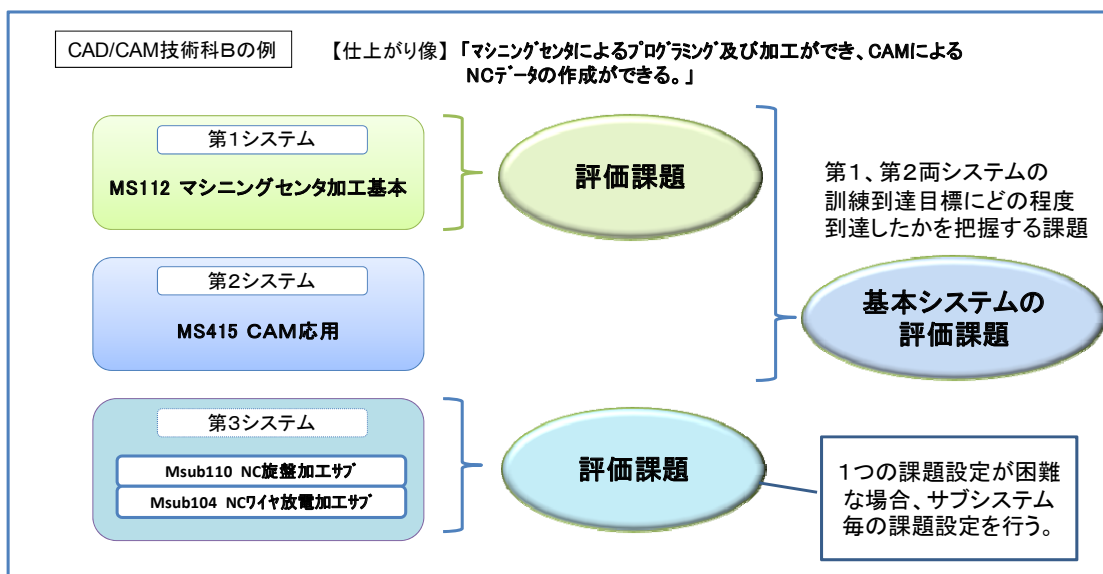 CAD/CAM技術科Bの例
【仕上がり像】「マシニングセンタによるプログラミング及び加工ができ、CAMによる
NCデータの作成ができる。」
第1システム
MS112 マシニングセンタ加工基本
評価課題
第2システム
MS415 CAM応用
第1、第2両システムの
訓練到達目標にどの程度
到達したかを把握する課題
基本システムの
評価課題
第3システム
Msub110 NC旋盤加工サブ
Msub104 NCワイヤ放電加工サブ
評価課題
1つの課題設定が困難
な場合、サブシステム
毎の課題設定を行う。